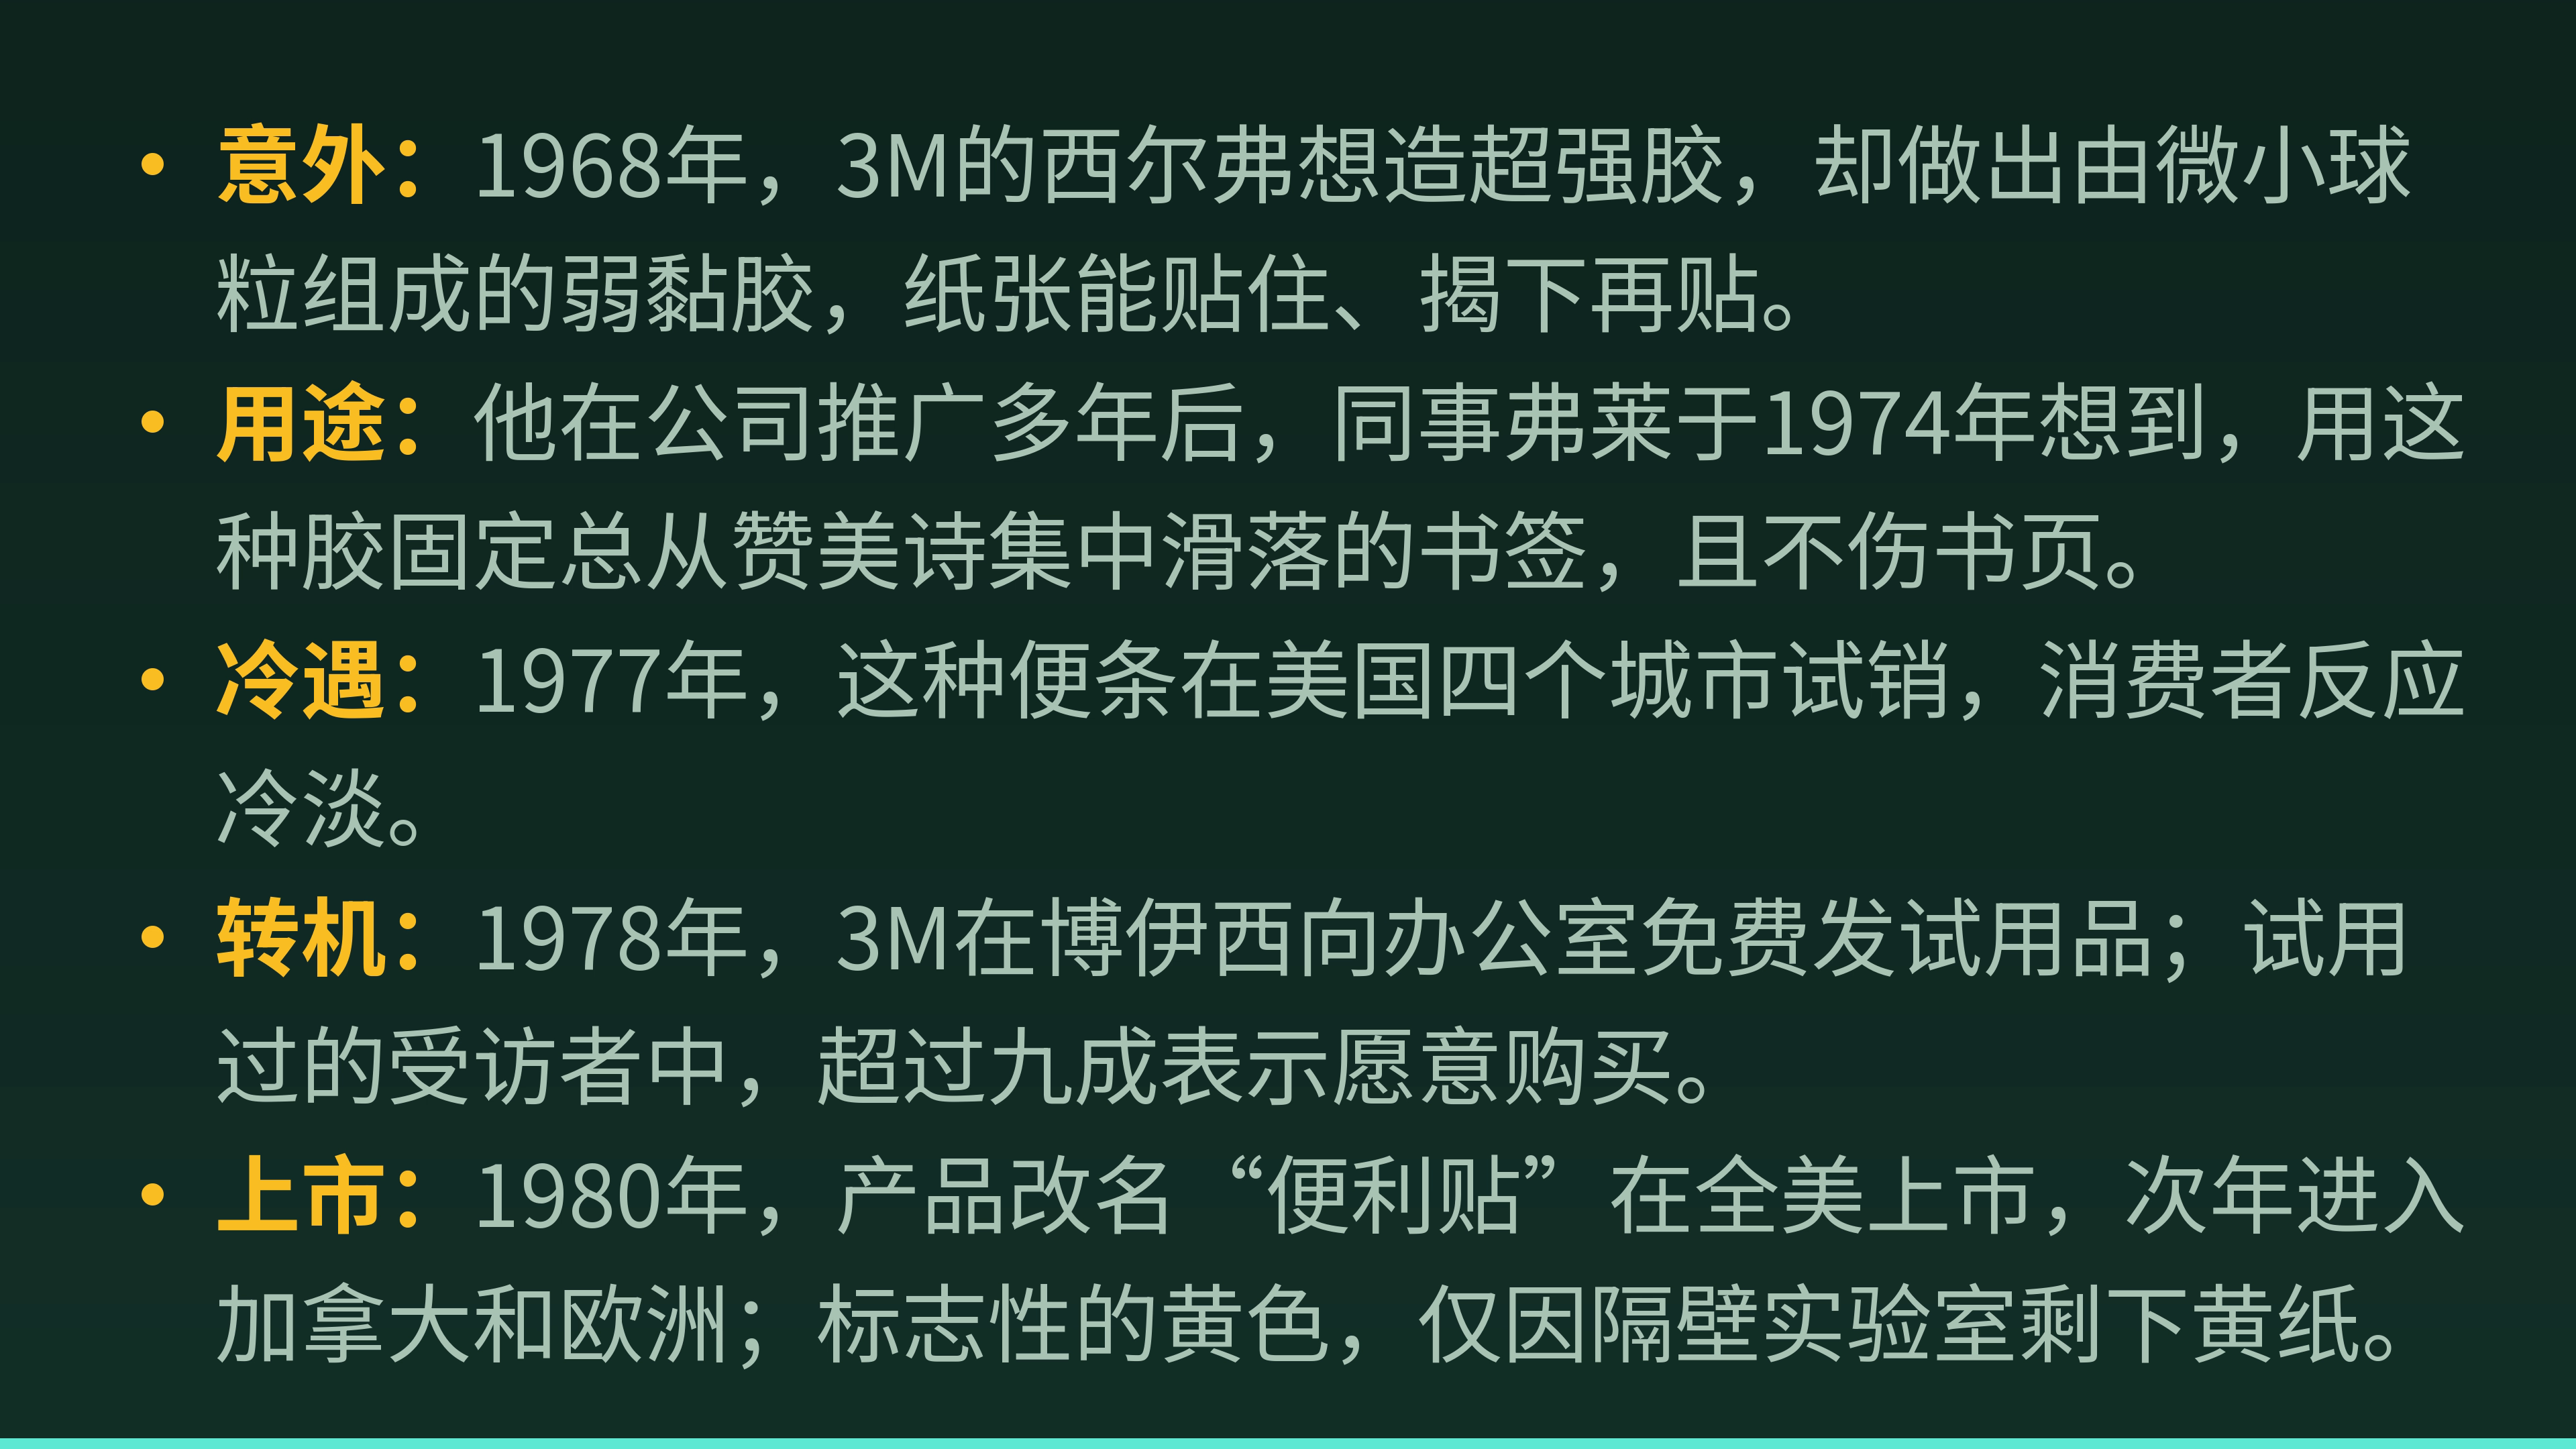 • 意外：1968年，3M的西尔弗想造超强胶，却做出由微小球
粒组成的弱黏胶，纸张能贴住、揭下再贴。
• 用途：他在公司推广多年后，同事弗莱于1974年想到，用这
种胶固定总从赞美诗集中滑落的书签，且不伤书页。
• 冷遇：1977年，这种便条在美国四个城市试销，消费者反应
冷淡。
• 转机：1978年，3M在博伊西向办公室免费发试用品；试用
过的受访者中，超过九成表示愿意购买。
• 上市：1980年，产品改名“便利贴”在全美上市，次年进入
加拿大和欧洲；标志性的黄色，仅因隔壁实验室剩下黄纸。